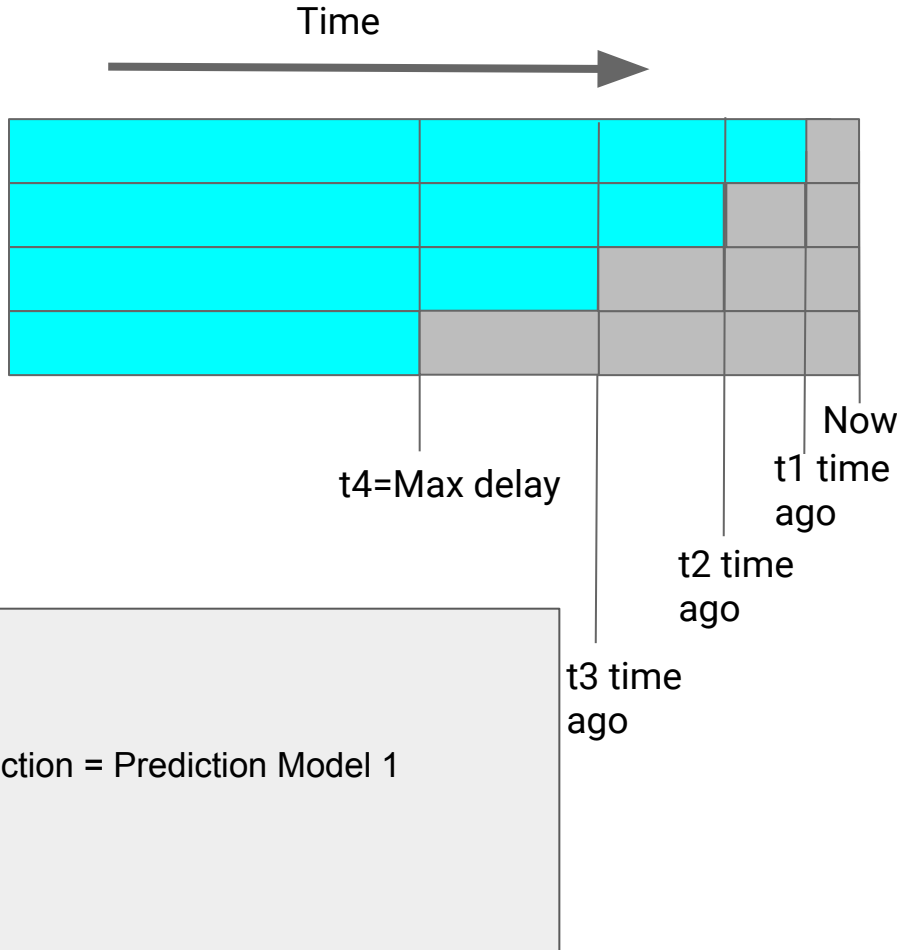 Time
Now
t4=Max delay
t1 time
ago
t2 time
ago
t3 time
ago
ction = Prediction Model 1